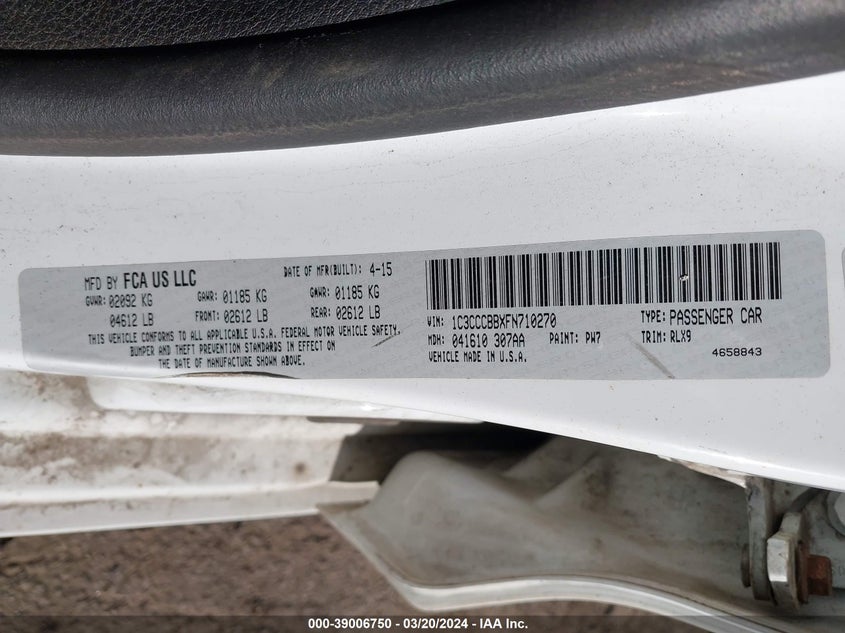 MFD BY FCA US LLC DATE OF MFR(BUILT): 4-15
GVWR: 02092 KG GAWR: 01185 KG GWWR: 01185 KG
04612 LB FRONT: 02612 LB REAR: 02612 LB
THIS VEHICLE CONFORMS TO ALL APPLICABLE U.S.A. FEDERAL MOTOR VEHICLE SAFETY,
BUMPER AND THEFT PREVENTION STANDARDS IN EFFECT ON
THE DATE OF MANUFACTURE SHOWN ABOVE.
VIN: 1C3CCCBBXFN710270 TYPE: PASSENGER CAR
MDH: 041610 307AA PAINT: PW7 TRIM: RLX9
VEHICLE MADE IN U.S.A. 4658843
000-39006750 — 03/20/2024 — IAA Inc.